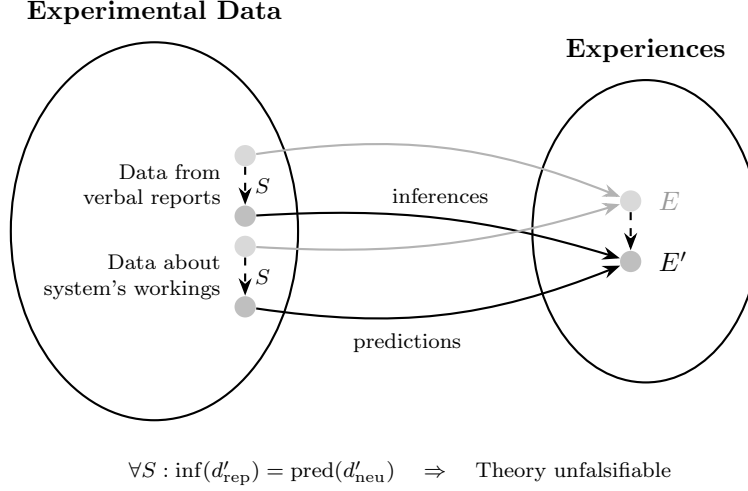 Experimental Data
Experiences
Data from
verbal reports
S
inferences
E
Data about
system's workings
S
E′
predictions
∀S : inf(d′rep) = pred(d′neu) ⇒ Theory unfalsifiable